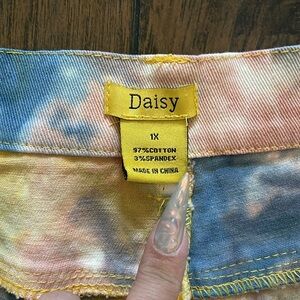 Daisy
1X
97%COTTON
3%SPANDEX
MADE IN CHINA